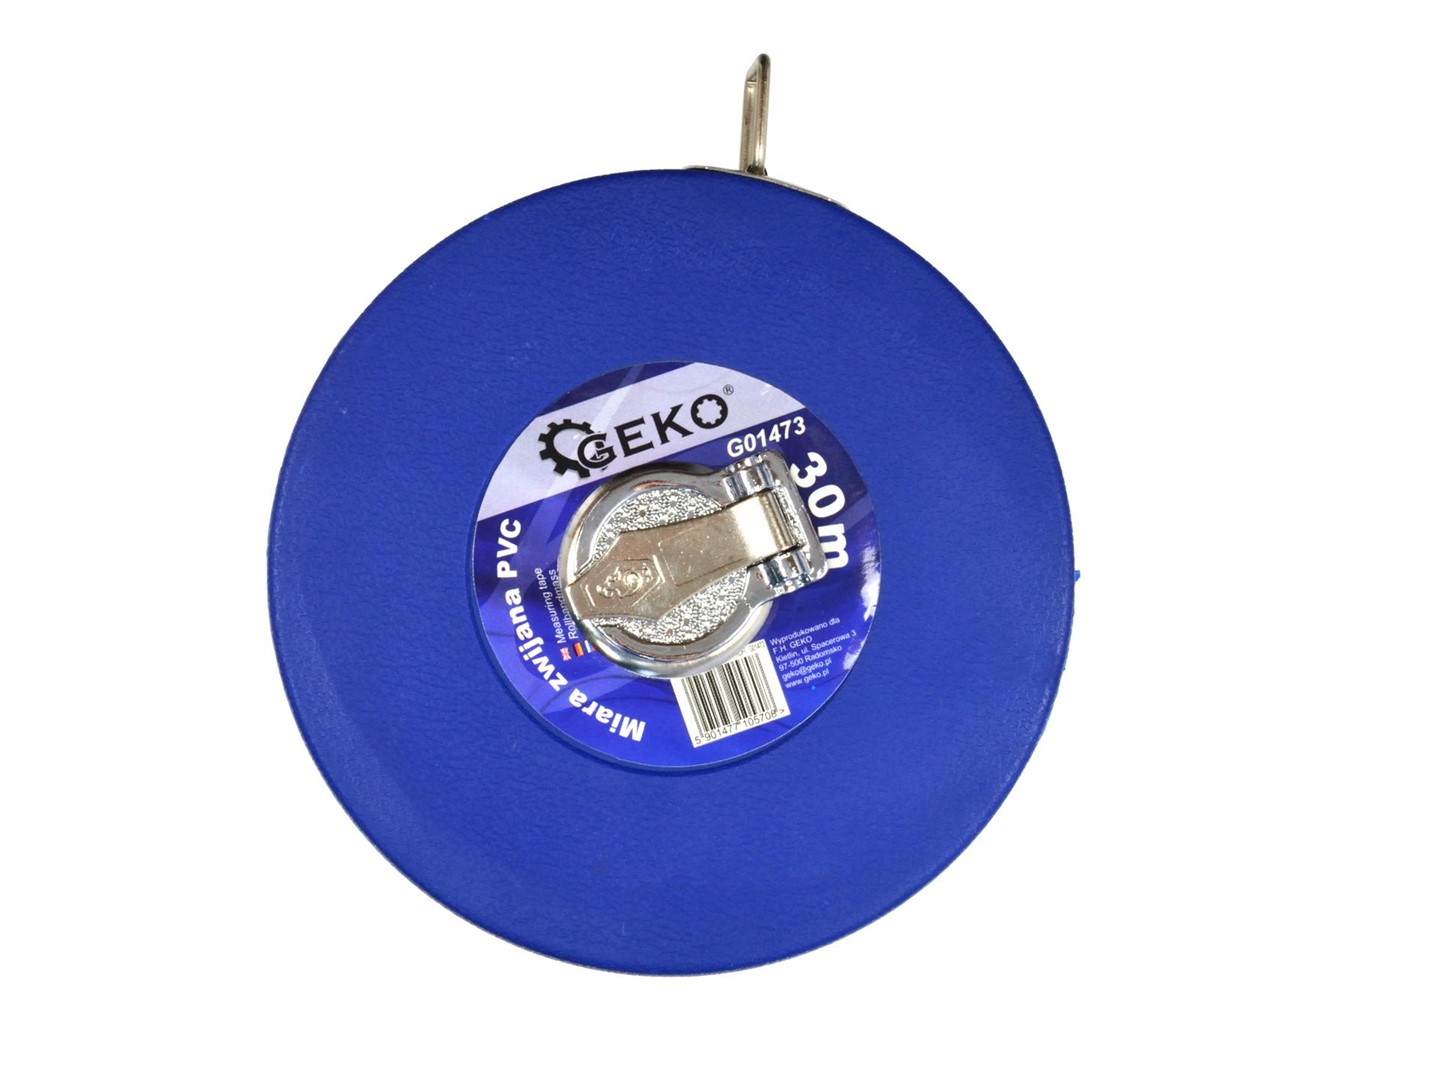 GEKO®
G01473
30m
Miara zwijana PVC
Measuring tape
Rollbandmass
Wyprodukowano dla
F.H. GEKO
Kietlin, ul. Spacerowa 3
97-500 Radomsko
geko@geko.pl
www.geko.pl
5 901477 105708 >